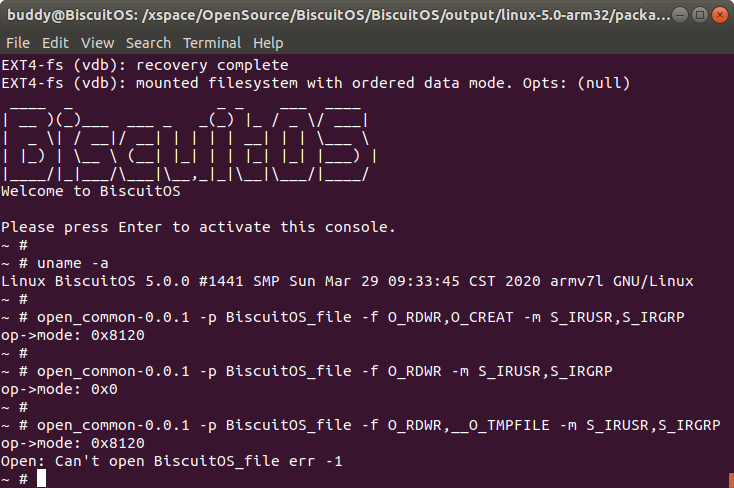 buddy@BiscuitOS: /xspace/OpenSource/BiscuitOS/BiscuitOS/output/linux-5.0-arm32/packa...
File Edit View Search Terminal Help
EXT4-fs (vdb): recovery complete
EXT4-fs (vdb): mounted filesystem with ordered data mode. Opts: (null)
BiscuitOS
Welcome to BiscuitOS
Please press Enter to activate this console.
~ #
~ # uname -a
Linux BiscuitOS 5.0.0 #1441 SMP Sun Mar 29 09:33:45 CST 2020 armv7l GNU/Linux
~ #
~ # open_common-0.0.1 -p BiscuitOS_file -f O_RDWR,O_CREAT -m S_IRUSR,S_IRGRP
op->mode: 0x8120
~ #
~ # open_common-0.0.1 -p BiscuitOS_file -f O_RDWR -m S_IRUSR,S_IRGRP
op->mode: 0x0
~ #
~ # open_common-0.0.1 -p BiscuitOS_file -f O_RDWR,__O_TMPFILE -m S_IRUSR,S_IRGRP
op->mode: 0x8120
Open: Can't open BiscuitOS_file err -1
~ #